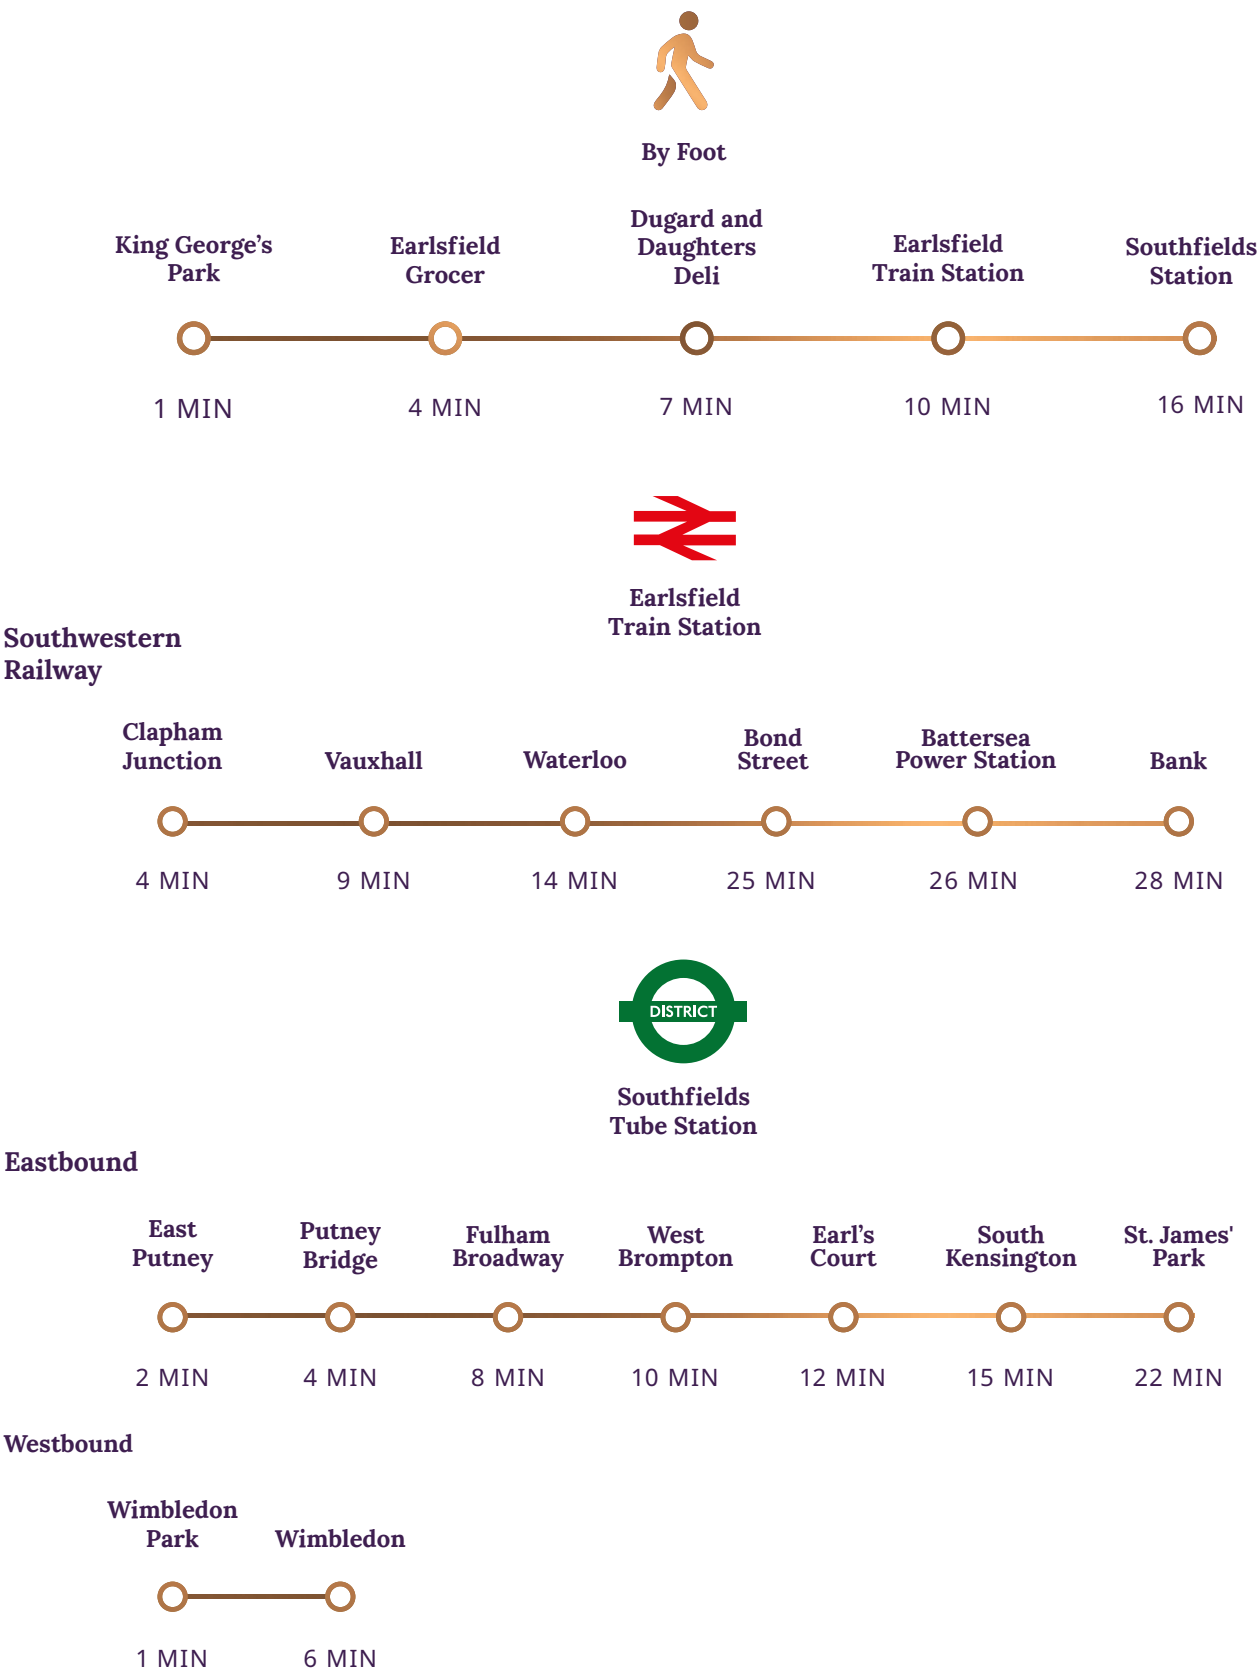 By Foot
King George's
Park
Earlsfield
Grocer
Dugard and
Daughters
Deli
Earlsfield
Train Station
Southfields
Station
1 MIN
4 MIN
7 MIN
10 MIN
16 MIN
Earlsfield
Train Station
Southwestern
Railway
Clapham
Junction
Vauxhall
Waterloo
Bond
Street
Battersea
Power Station
Bank
4 MIN
9 MIN
14 MIN
25 MIN
26 MIN
28 MIN
DISTRICT
Southfields
Tube Station
Eastbound
East
Putney
Putney
Bridge
Fulham
Broadway
West
Brompton
Earl's
Court
South
Kensington
St. James'
Park
2 MIN
4 MIN
8 MIN
10 MIN
12 MIN
15 MIN
22 MIN
Westbound
Wimbledon
Park
Wimbledon
1 MIN
6 MIN